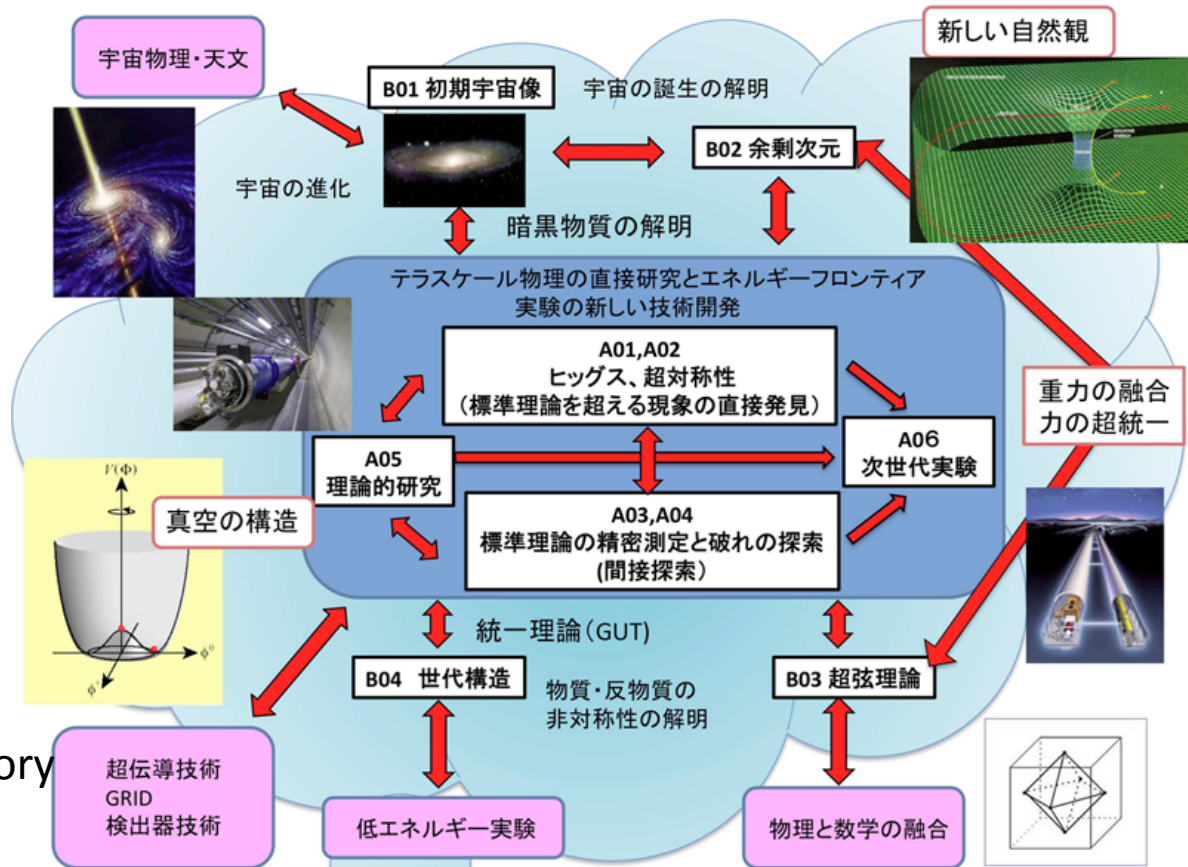 宇宙物理・天文
B01 初期宇宙像
宇宙の誕生の解明
新しい自然観
B02 余剰次元
宇宙の進化
暗黒物質の解明
テラスケール物理の直接研究とエネルギーフロンティア
実験の新しい技術開発
A01,A02
ヒッグス、超対称性
（標準理論を超える現象の直接発見）
重力の融合
力の超統一
A05
理論的研究
A06
次世代実験
V(Φ)
真空の構造
A03,A04
標準理論の精密測定と破れの探索
(間接探索）
統一理論（GUT)
B04 世代構造
物質・反物質の
非対称性の解明
B03 超弦理論
ory
超伝導技術
GRID
検出器技術
低エネルギー実験
物理と数学の融合